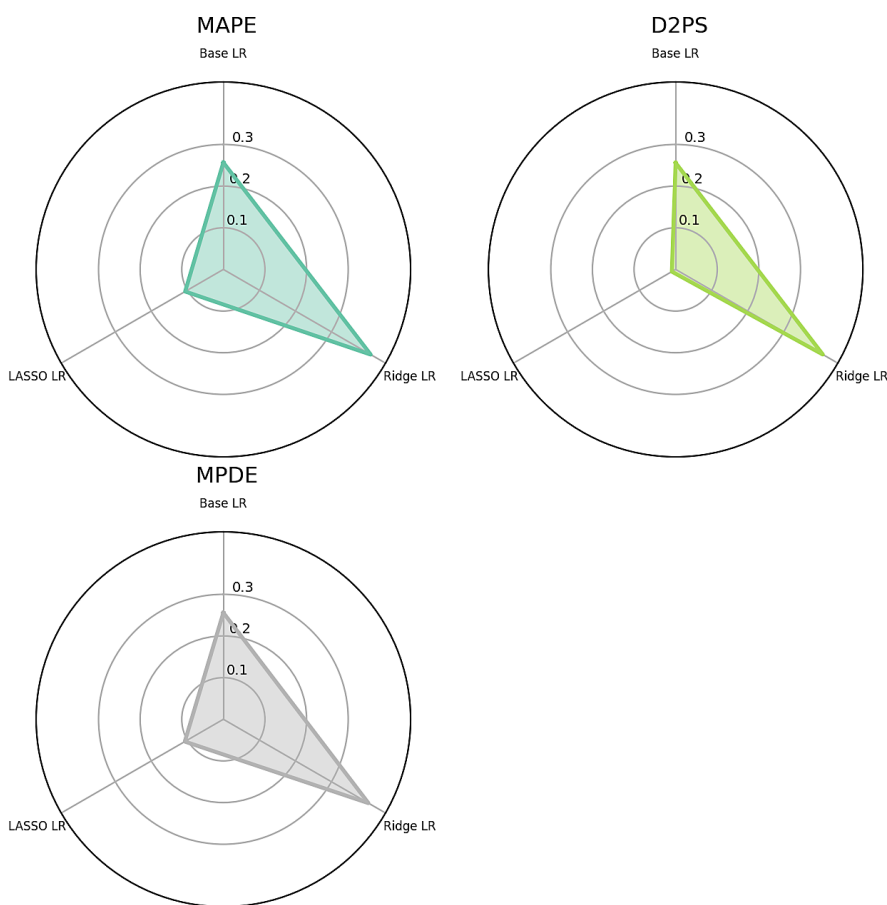 MAPE
Base LR
0.3
0.2
0.1
LASSO LR
Ridge LR
D2PS
Base LR
0.3
0.2
0.1
LASSO LR
Ridge LR
MPDE
Base LR
0.3
0.2
0.1
LASSO LR
Ridge LR